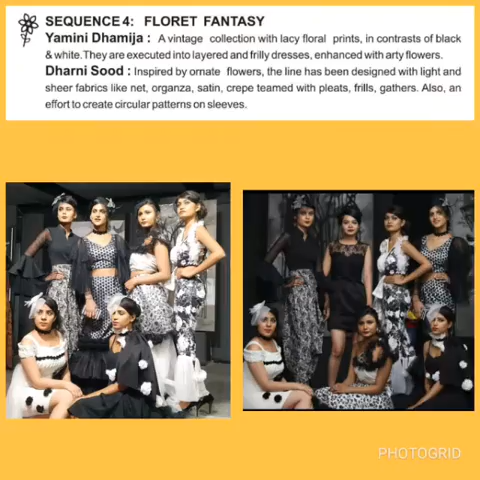 SEQUENCE 4: FLORET FANTASY
Yamini Dhamija : A vintage collection with lacy floral prints, in contrasts of black
& white.They are executed into layered and frilly dresses, enhanced with arty flowers.
Dharni Sood : Inspired by ornate flowers, the line has been designed with light and
sheer fabrics like net, organza, satin, crepe teamed with pleats, frills, gathers. Also, an
effort to create circular patterns on sleeves.
PHOTOGRID